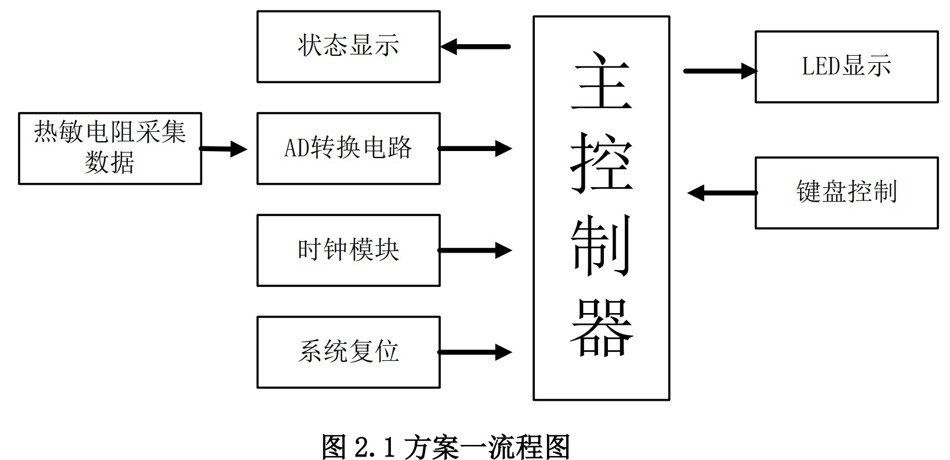 状态显示
主控制器
LED显示
热敏电阻采集
数据
AD转换电路
键盘控制
时钟模块
系统复位
图 2.1 方案一流程图